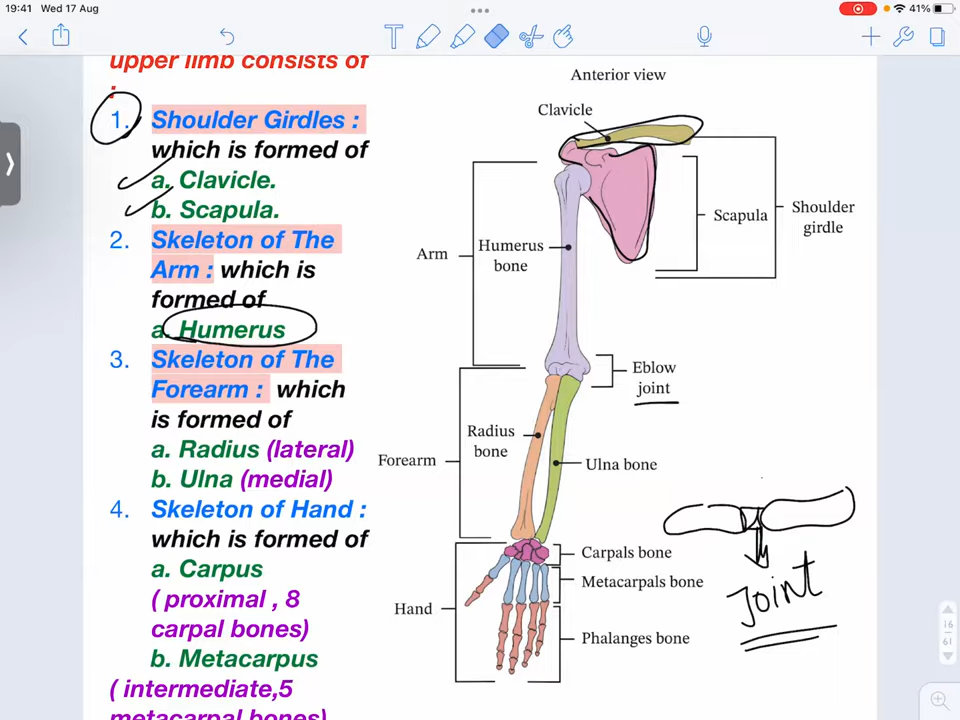 19:41 Wed 17 Aug
41%
upper limb consists of
:
1. Shoulder Girdles :
which is formed of
a. Clavicle.
b. Scapula.
2. Skeleton of The
Arm : which is
formed of
a. Humerus
3. Skeleton of The
Forearm : which
is formed of
a. Radius (lateral)
b. Ulna (medial)
4. Skeleton of Hand :
which is formed of
a. Carpus
( proximal , 8
carpal bones)
b. Metacarpus
( intermediate,5
metacarpal bones)
Anterior view
Clavicle
Scapula
Shoulder
girdle
Arm
Humerus
bone
Eblow
joint
Radius
bone
Forearm
Ulna bone
Carpals bone
Metacarpals bone
Hand
Phalanges bone
Joint
16
61